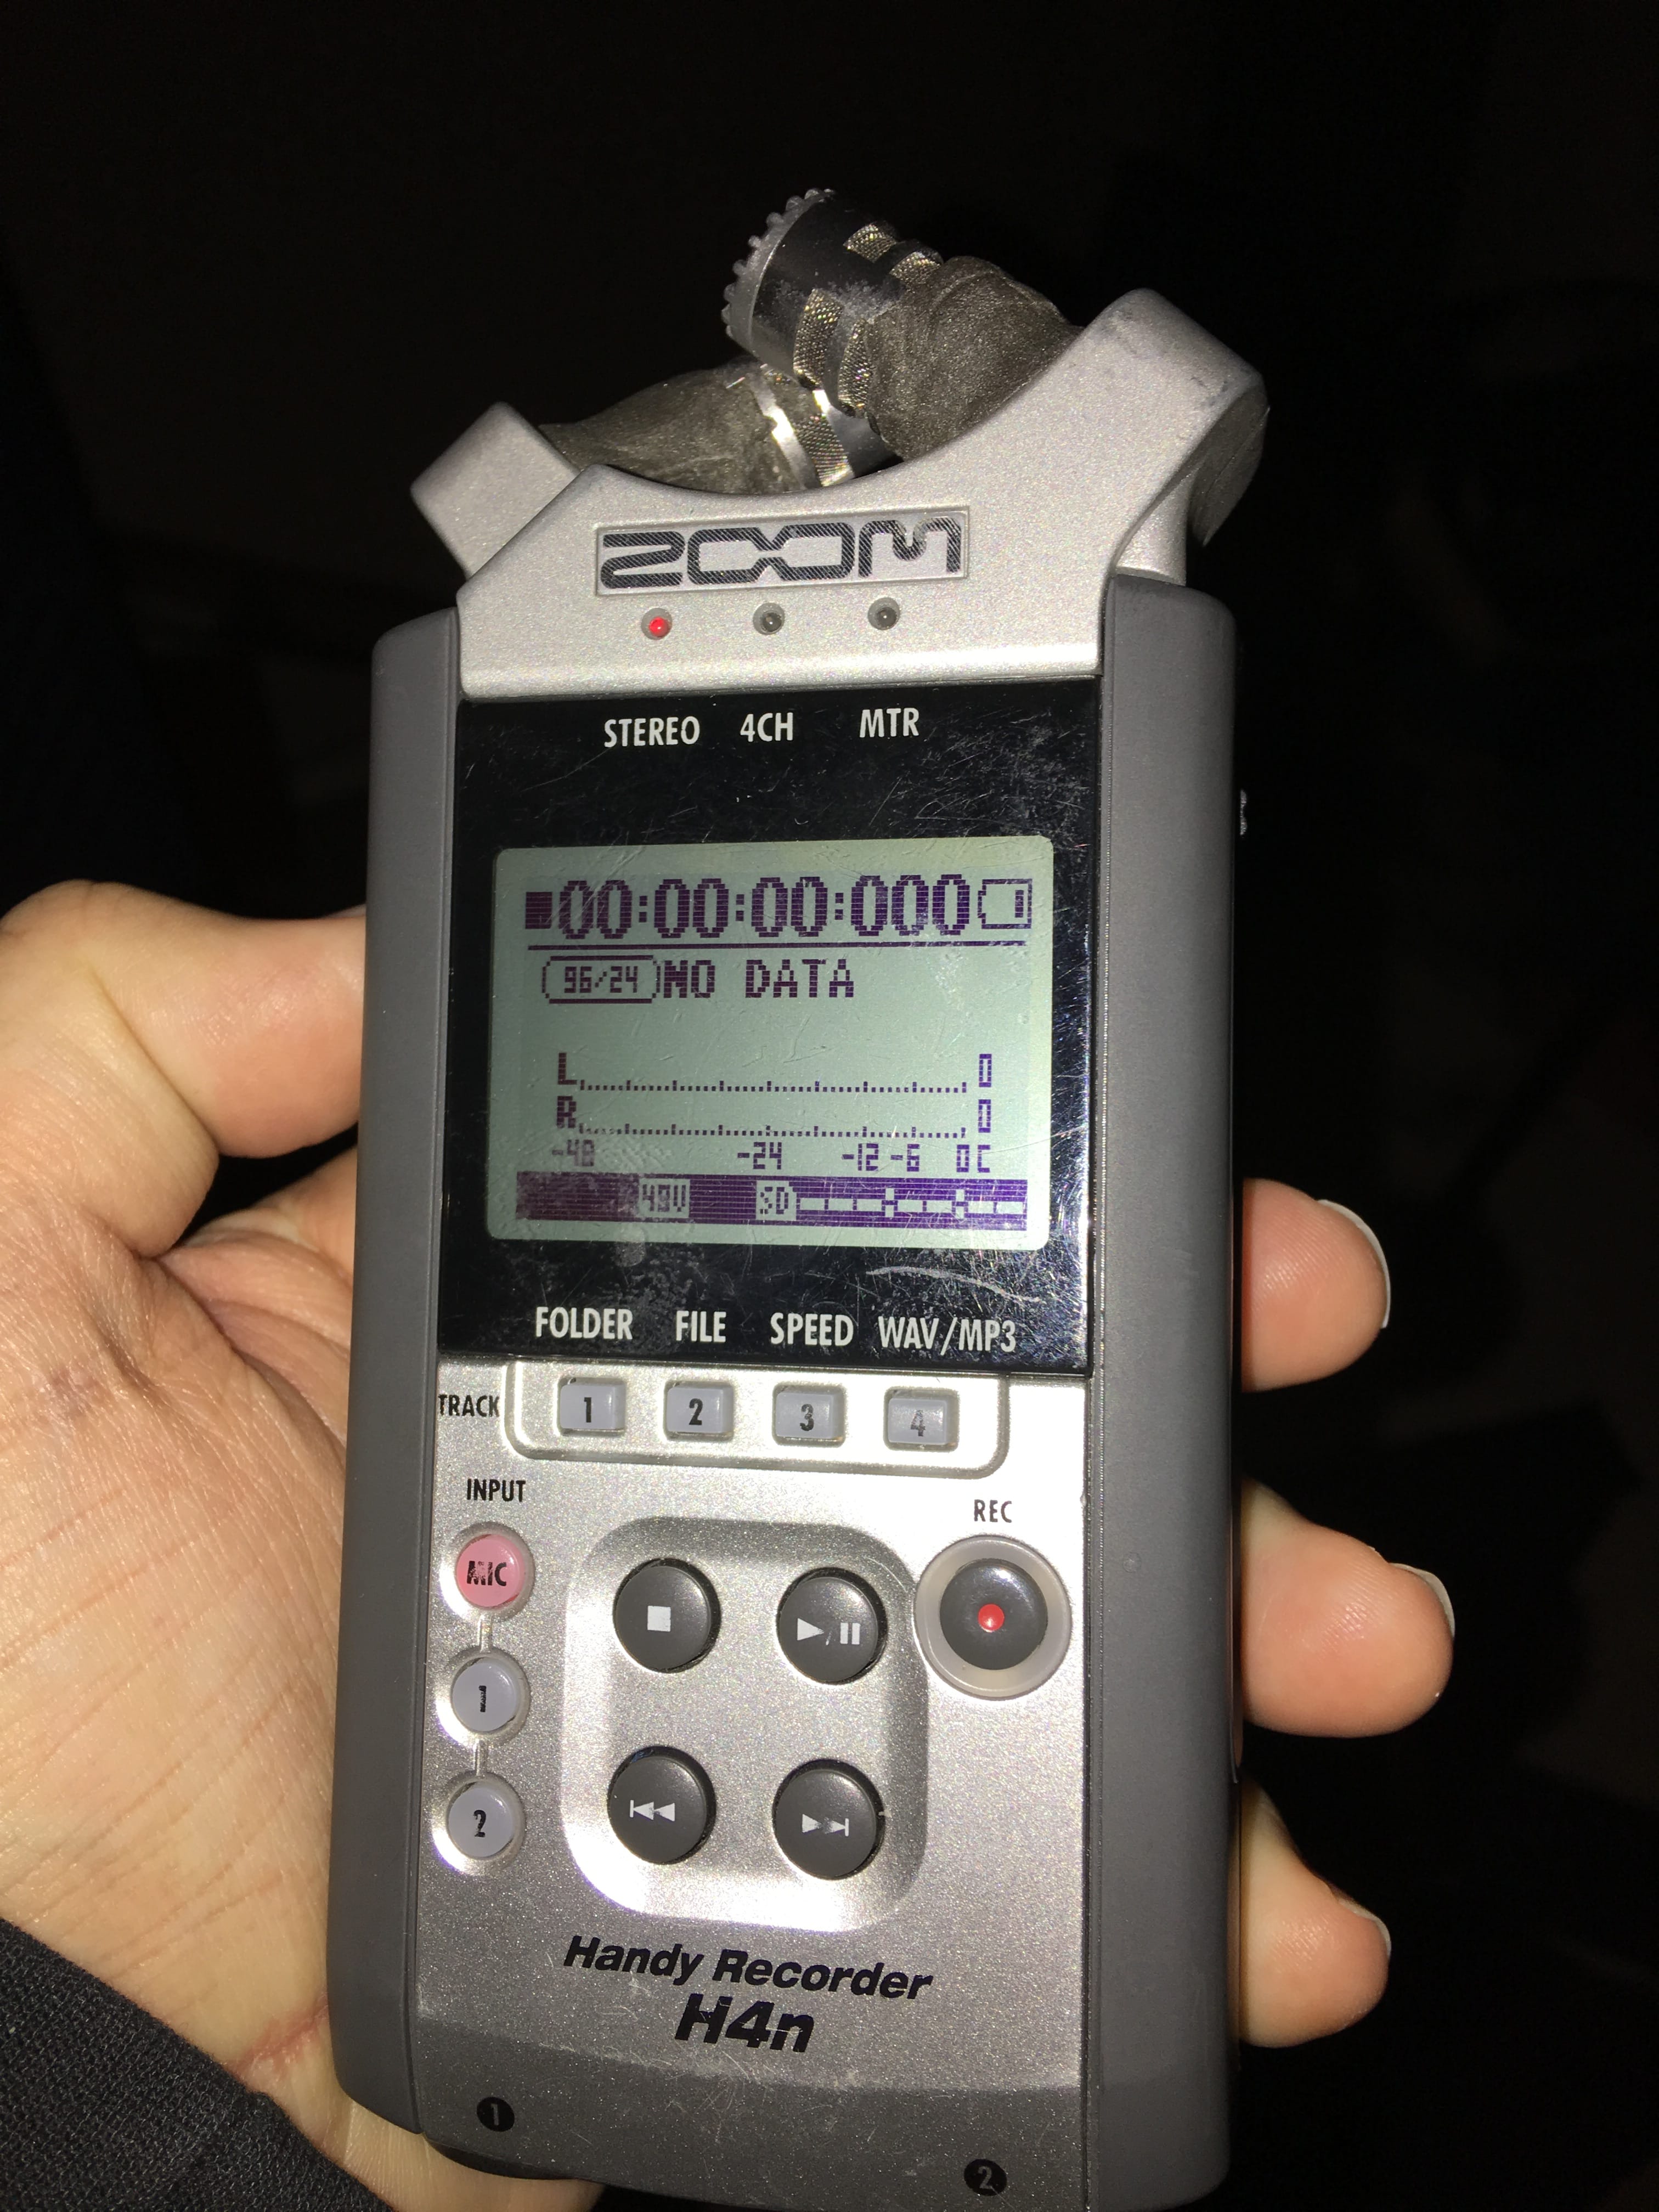 ZOOM
STEREO 4CH MTR
00:00:00:000
96/24 NO DATA
L 0
R 0
-48 -24 -12 -6 0C
48V SD --:--:--
FOLDER FILE SPEED WAV/MP3
TRACK 1 2 3 4
INPUT
REC
MIC
1
2
Handy Recorder
H4n
1
2